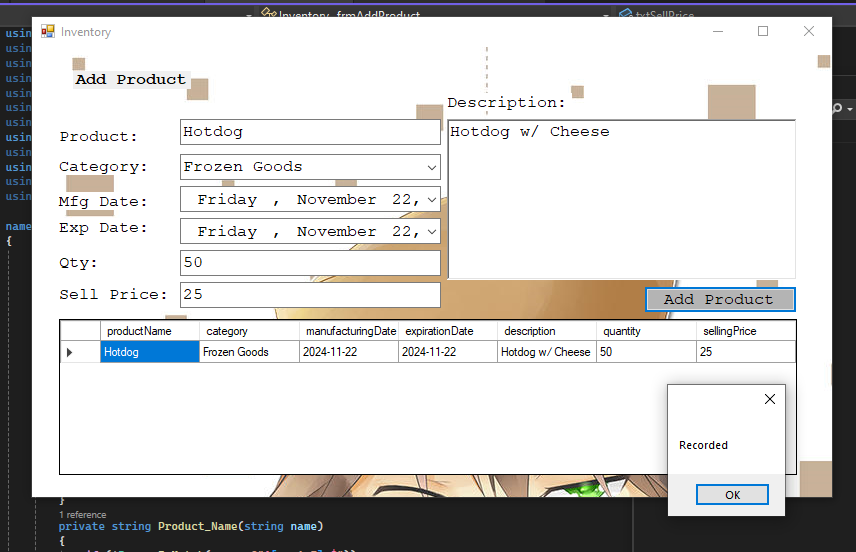 Inventory_frmAddProduct
txtSellPrice
Inventory
Add Product
Description:
Product: Hotdog
Hotdog w/ Cheese
Category: Frozen Goods
Mfg Date: Friday , November 22,
Exp Date: Friday , November 22,
Qty: 50
Sell Price: 25
Add Product
productName category manufacturingDate expirationDate description quantity sellingPrice
Hotdog Frozen Goods 2024-11-22 2024-11-22 Hotdog w/ Cheese 50 25
Recorded
OK
usin
usin
usin
usin
usin
usin
usin
usin
usin
usin
usin
usin
name
{
}
1 reference
private string Product_Name(string name)
{